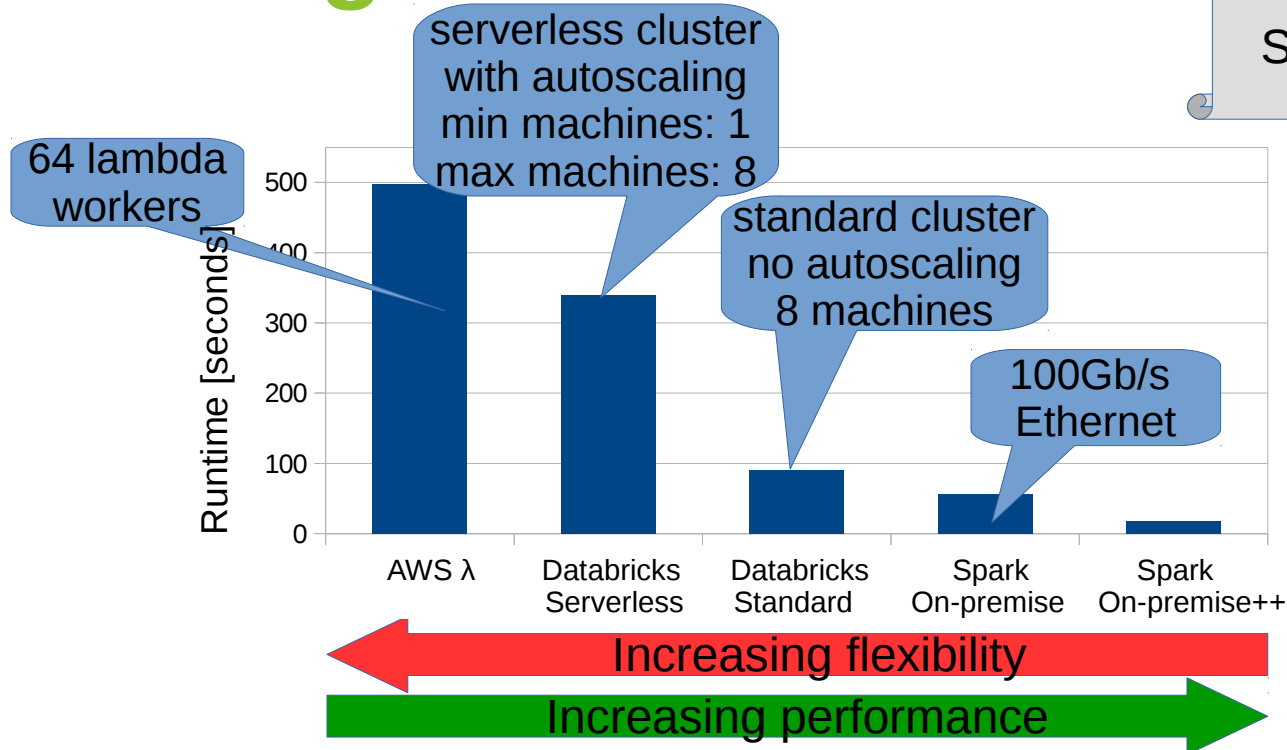 serverless cluster
with autoscaling
min machines: 1
max machines: 8
64 lambda
workers
standard cluster
no autoscaling
8 machines
100Gb/s
Ethernet
Runtime [seconds]
500
400
300
200
100
0
AWS λ
Databricks
Serverless
Databricks
Standard
Spark
On-premise
Spark
On-premise++
Increasing flexibility
Increasing performance